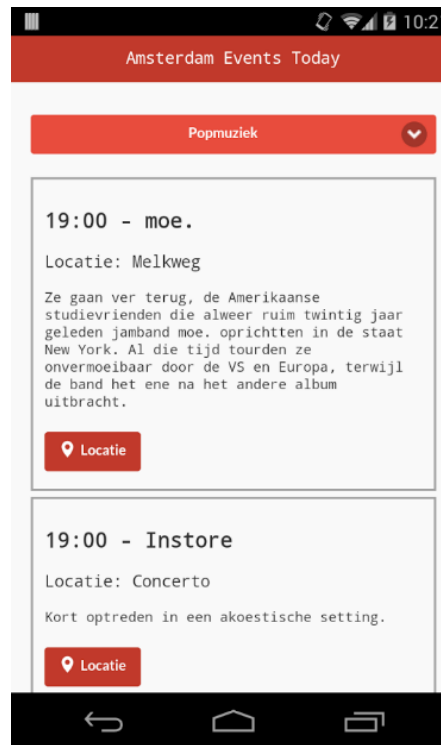 10:2
Amsterdam Events Today
Popmuziek
19:00 - moe.
Locatie: Melkweg
Ze gaan ver terug, de Amerikaanse
studievrienden die alweer ruim twintig jaar
geleden jamband moe. oprichtten in de staat
New York. Al die tijd tourden ze
onvermoeibaar door de VS en Europa, terwijl
de band het ene na het andere album
uitbracht.
Locatie
19:00 - Instore
Locatie: Concerto
Kort optreden in een akoestische setting.
Locatie